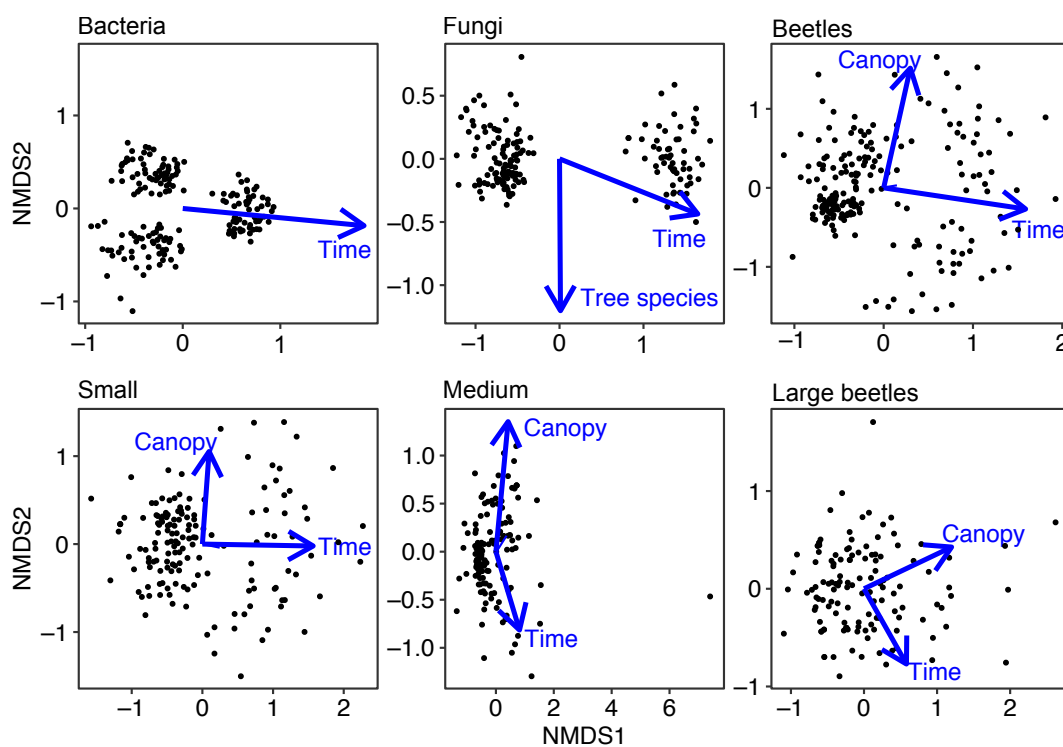 Bacteria
Fungi
Beetles
NMDS2
1
0
−1
−1
0
1
Time
0.5
0.0
−0.5
−1.0
−1
0
1
Time
Tree species
1
0
−1
−1
0
1
2
Canopy
Time
Small
Medium
Large beetles
NMDS2
1
0
−1
−1
0
1
2
Canopy
Time
1.0
0.5
0.0
−0.5
−1.0
0
2
4
6
Canopy
Time
2
1
0
−1
−1
0
1
2
Canopy
Time
NMDS1